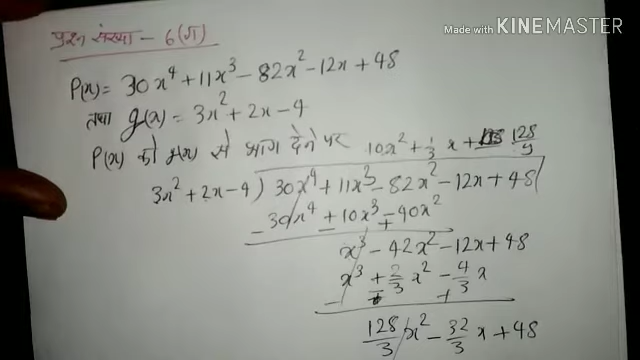 Made with KINEMASTER
प्रश्न संख्या - 6(ग)
P(x) = 30x⁴ + 11x³ - 82x² - 12x + 48
तथा g(x) = 3x² + 2x - 4
P(x) को g(x) से भाग देने पर 10x² + 1/3 x + 128/9
3x² + 2x - 4) 30x⁴ + 11x³ - 82x² - 12x + 48
- 30x⁴ + 10x³ - 40x²
- - +
x³ - 42x² - 12x + 48
x³ + 2/3 x² - 4/3 x
- - +
128/3 x² - 32/3 x + 48